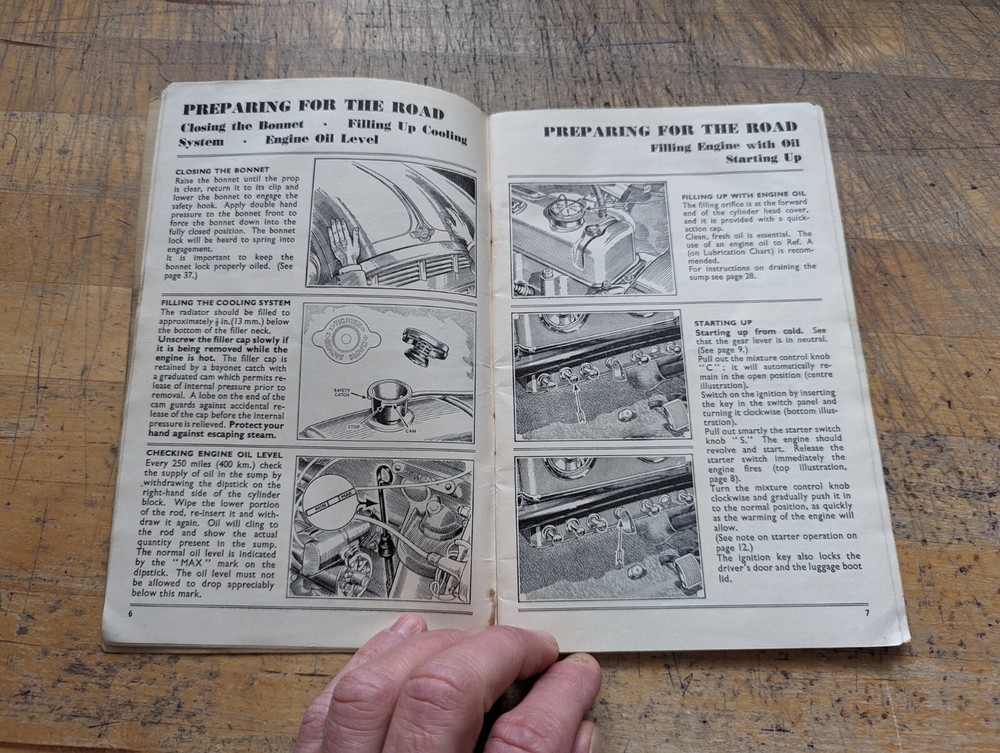 PREPARING FOR THE ROAD
Closing the Bonnet · Filling Up Cooling
System · Engine Oil Level
CLOSING THE BONNET
Raise the bonnet until the prop
is clear, return it to its clip and
lower the bonnet to engage the
safety hook. Apply double hand
pressure to the bonnet front to
force the bonnet down into the
fully closed position. The bonnet
lock will be heard to spring into
engagement.
It is important to keep the
bonnet lock properly oiled. (See
page 37.)
FILLING THE COOLING SYSTEM
The radiator should be filled to
approximately ½ in. (13 mm.) below
the bottom of the filler neck.
Unscrew the filler cap slowly if
it is being removed while the
engine is hot. The filler cap is
retained by a bayonet catch with
a graduated cam which permits re-
lease of internal pressure prior to
removal. A lobe on the end of the
cam guards against accidental re-
lease of the cap before the internal
pressure is relieved. Protect your
hand against escaping steam.
SAFETY
CATCH
STOP
CAM
CHECKING ENGINE OIL LEVEL
Every 250 miles (400 km.) check
the supply of oil in the sump by
withdrawing the dipstick on the
right-hand side of the cylinder
block. Wipe the lower portion
of the rod, re-insert it and with-
draw it again. Oil will cling to
the rod and show the actual
quantity present in the sump.
The normal oil level is indicated
by the "MAX" mark on the
dipstick. The oil level must not
be allowed to drop appreciably
below this mark.
6
PREPARING FOR THE ROAD
Filling Engine with Oil
Starting Up
FILLING UP WITH ENGINE OIL
The filling orifice is at the forward
end of the cylinder head cover,
and it is provided with a quick-
action cap.
Clean, fresh oil is essential. The
use of an engine oil to Ref. A
(on Lubrication Chart) is recom-
mended.
For instructions on draining the
sump see page 28.
STARTING UP
Starting up from cold. See
that the gear lever is in neutral.
(See page 9.)
Pull out the mixture control knob
"C"; it will automatically re-
main in the open position (centre
illustration).
Switch on the ignition by inserting
the key in the switch panel and
turning it clockwise (bottom illus-
tration).
Pull out smartly the starter switch
knob "S." The engine should
revolve and start. Release the
starter switch immediately the
engine fires (top illustration,
page 8).
Turn the mixture control knob
clockwise and gradually push it in
to the normal position, as quickly
as the warming of the engine will
allow.
(See note on starter operation on
page 12.)
The ignition key also locks the
driver's door and the luggage boot
lid.
7